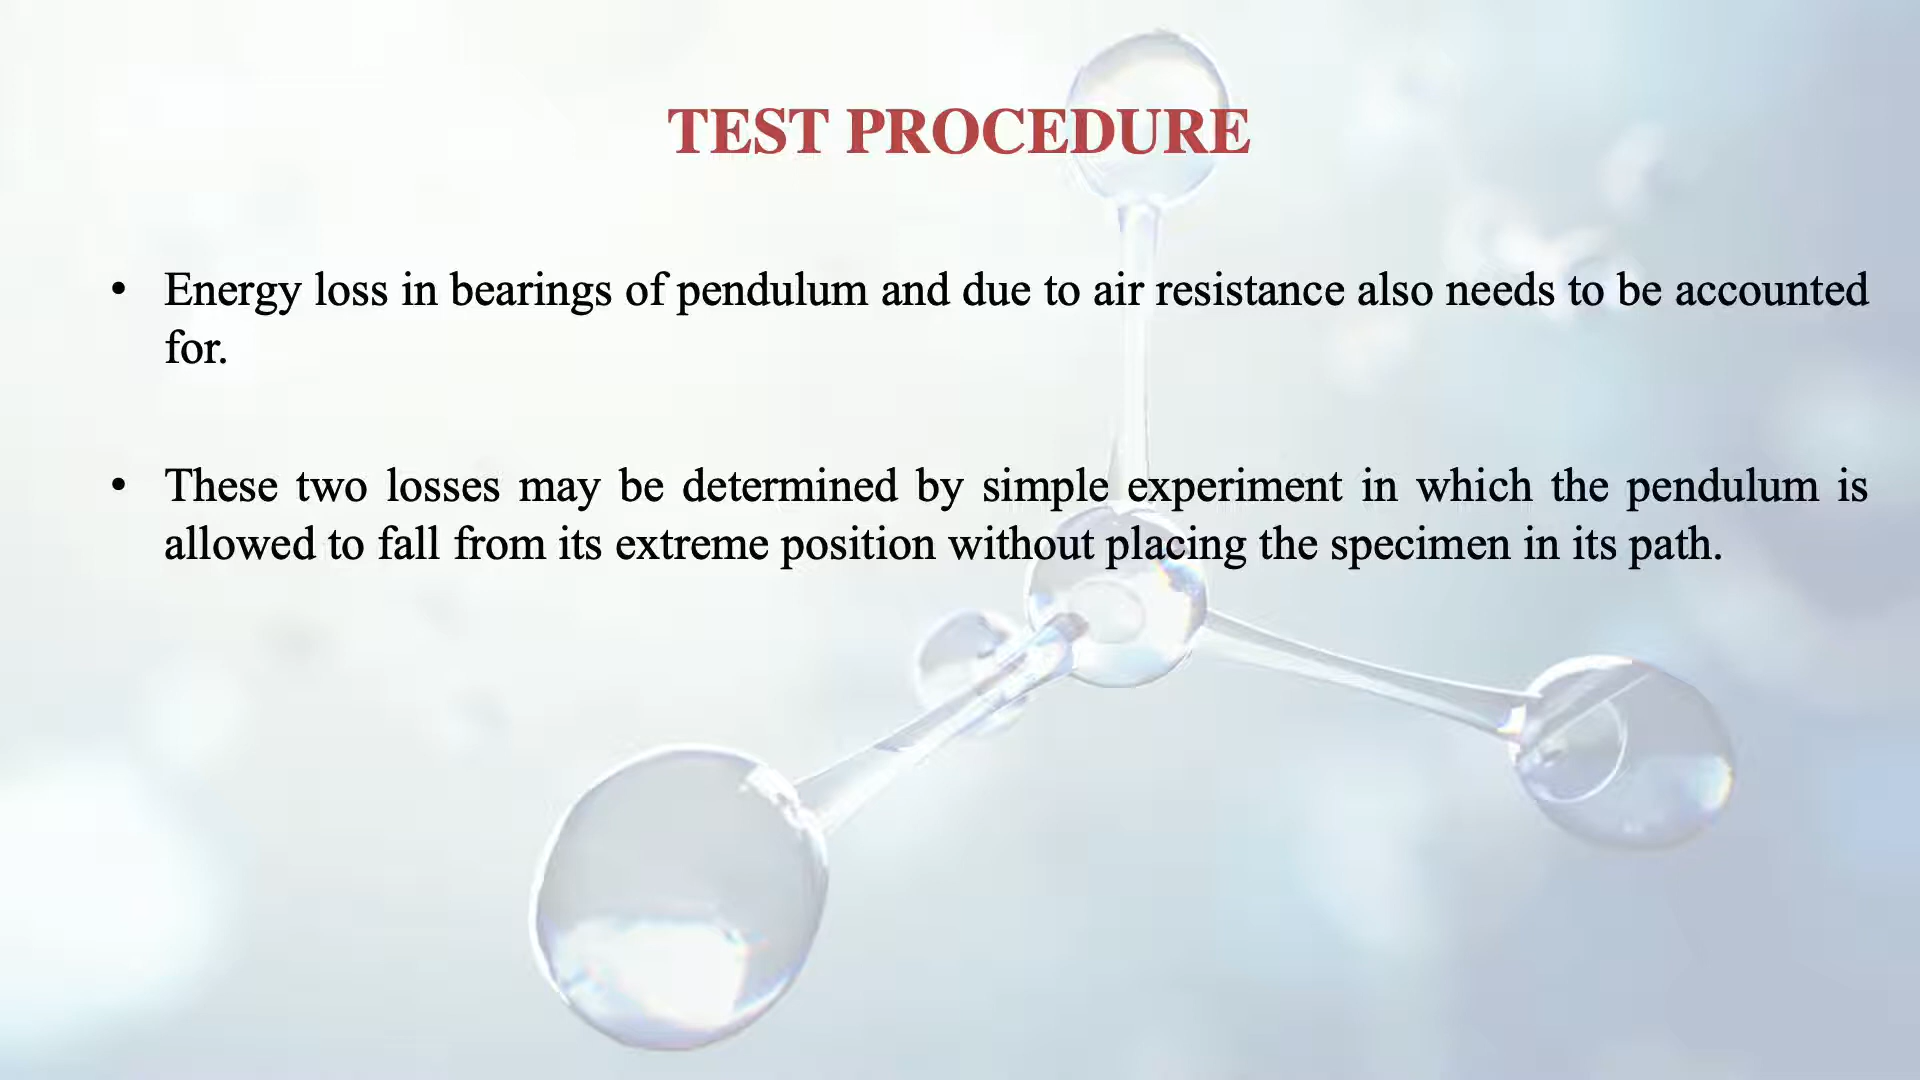 TEST PROCEDURE
• Energy loss in bearings of pendulum and due to air resistance also needs to be accounted
for.
• These two losses may be determined by simple experiment in which the pendulum is
allowed to fall from its extreme position without placing the specimen in its path.